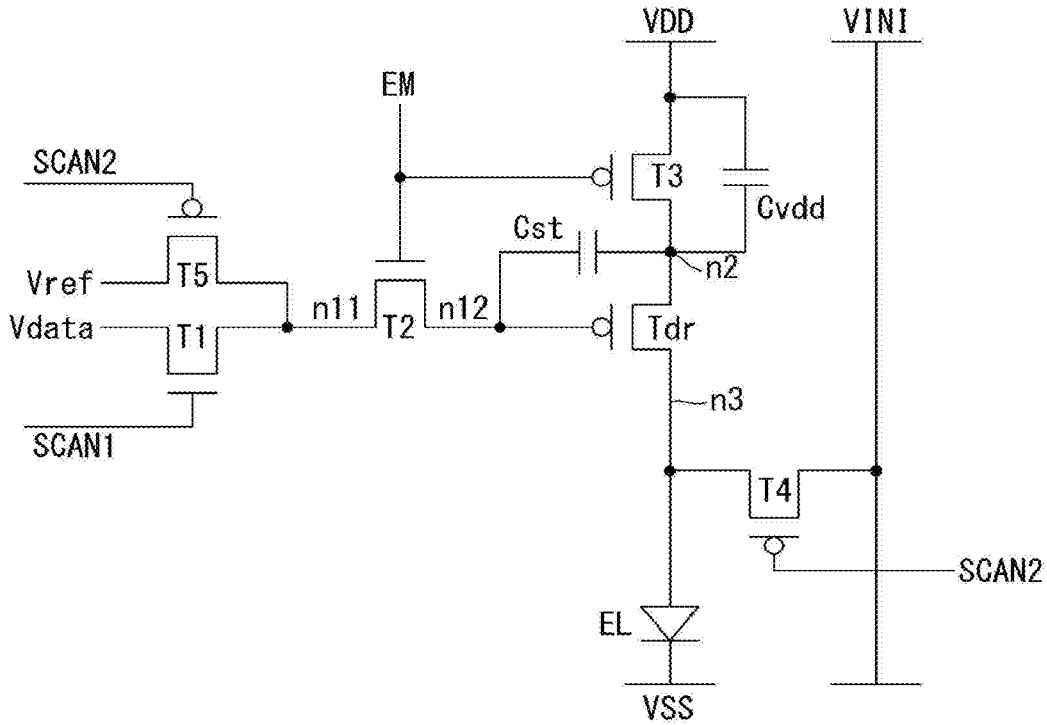 VDD
VINI
EM
SCAN2
T3
Cvdd
Cst
n2
T5
Vref
n11
n12
Vdata
T1
T2
Tdr
n3
SCAN1
T4
SCAN2
EL
VSS